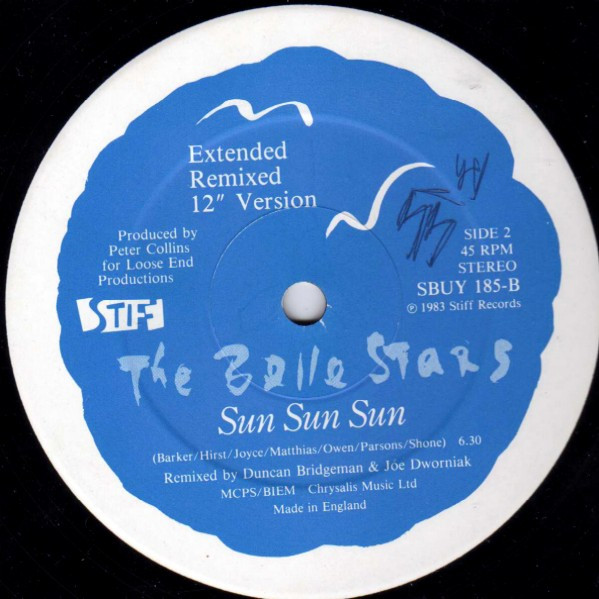 Extended
Remixed
12" Version
Produced by
Peter Collins
for Loose End
Productions
SIDE 2
45 RPM
STEREO
SBUY 185-B
℗ 1983 Stiff Records
STIFF
The Belle Stars
Sun Sun Sun
(Barker/Hirst/Joyce/Matthias/Owen/Parsons/Shone) 6.30
Remixed by Duncan Bridgeman & Joe Dworniak
MCPS/BIEM Chrysalis Music Ltd
Made in England